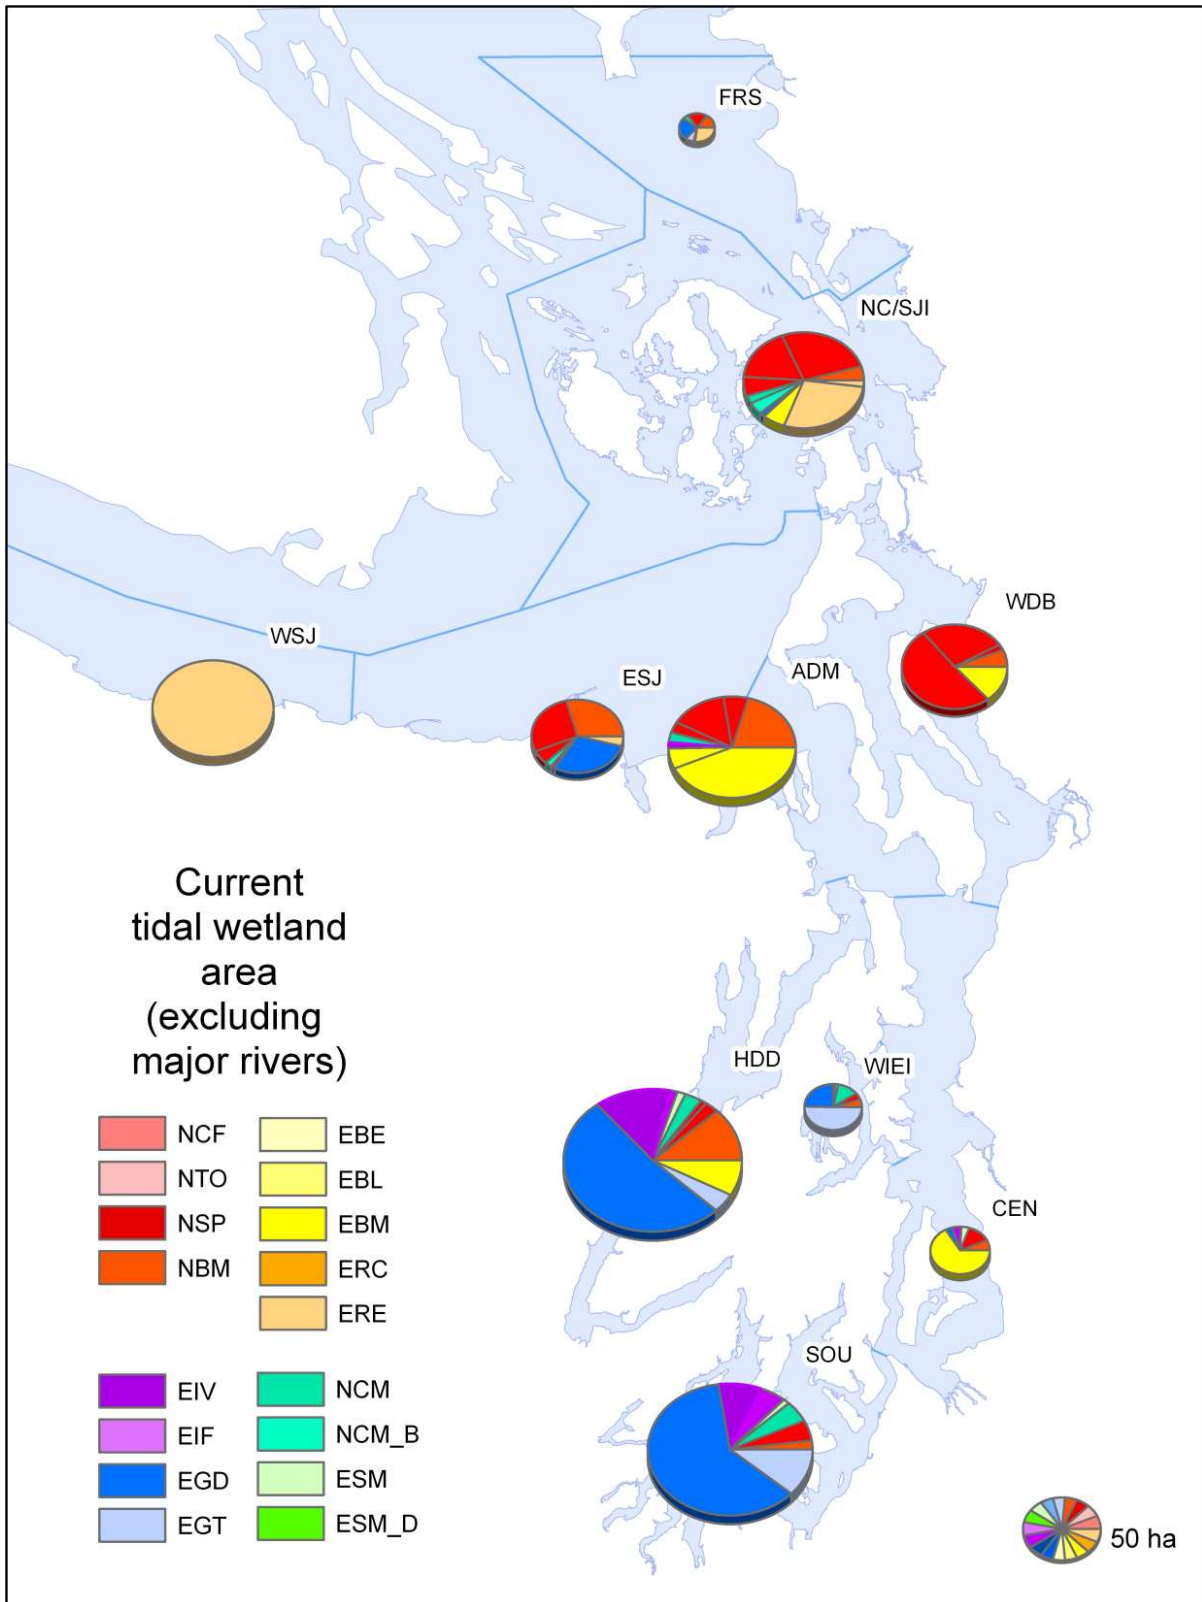 FRS
NC/SJI
WDB
WSJ
ESJ
ADM
Current
tidal wetland
area
(excluding
major rivers)
HDD
WIEI
CEN
SOU
NCF
NTO
NSP
NBM
EBE
EBL
EBM
ERC
ERE
EIV
EIF
EGD
EGT
NCM
NCM_B
ESM
ESM_D
50 ha